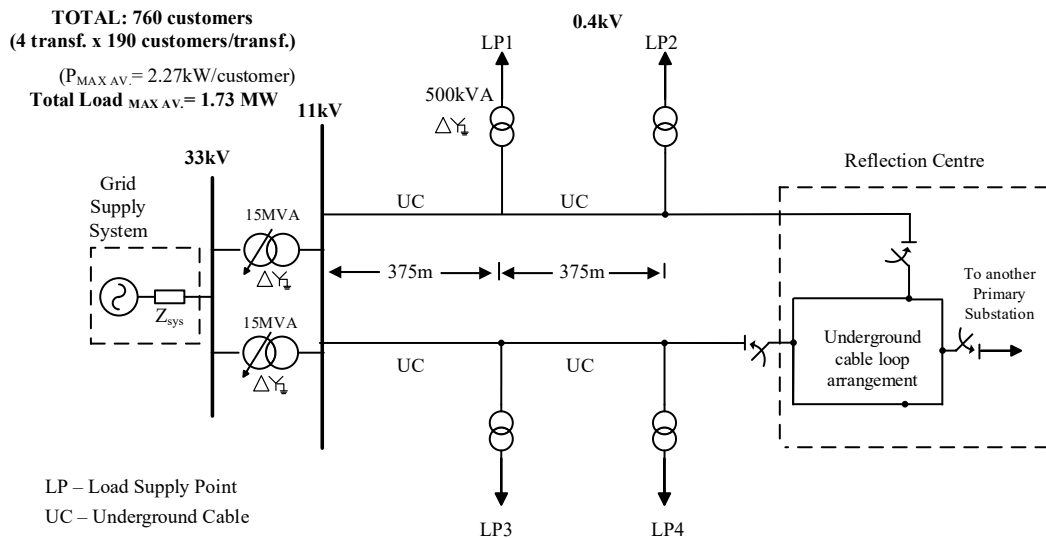 TOTAL: 760 customers
(4 transf. x 190 customers/transf.)
(P_MAX AV.= 2.27kW/customer)
Total Load MAX AV.= 1.73 MW
0.4kV
LP1
LP2
500kVA
11kV
33kV
Grid
Supply
System
15MVA
Z_sys
15MVA
UC
UC
375m
375m
UC
UC
Reflection Centre
To another
Primary
Substation
Underground
cable loop
arrangement
LP3
LP4
LP – Load Supply Point
UC – Underground Cable